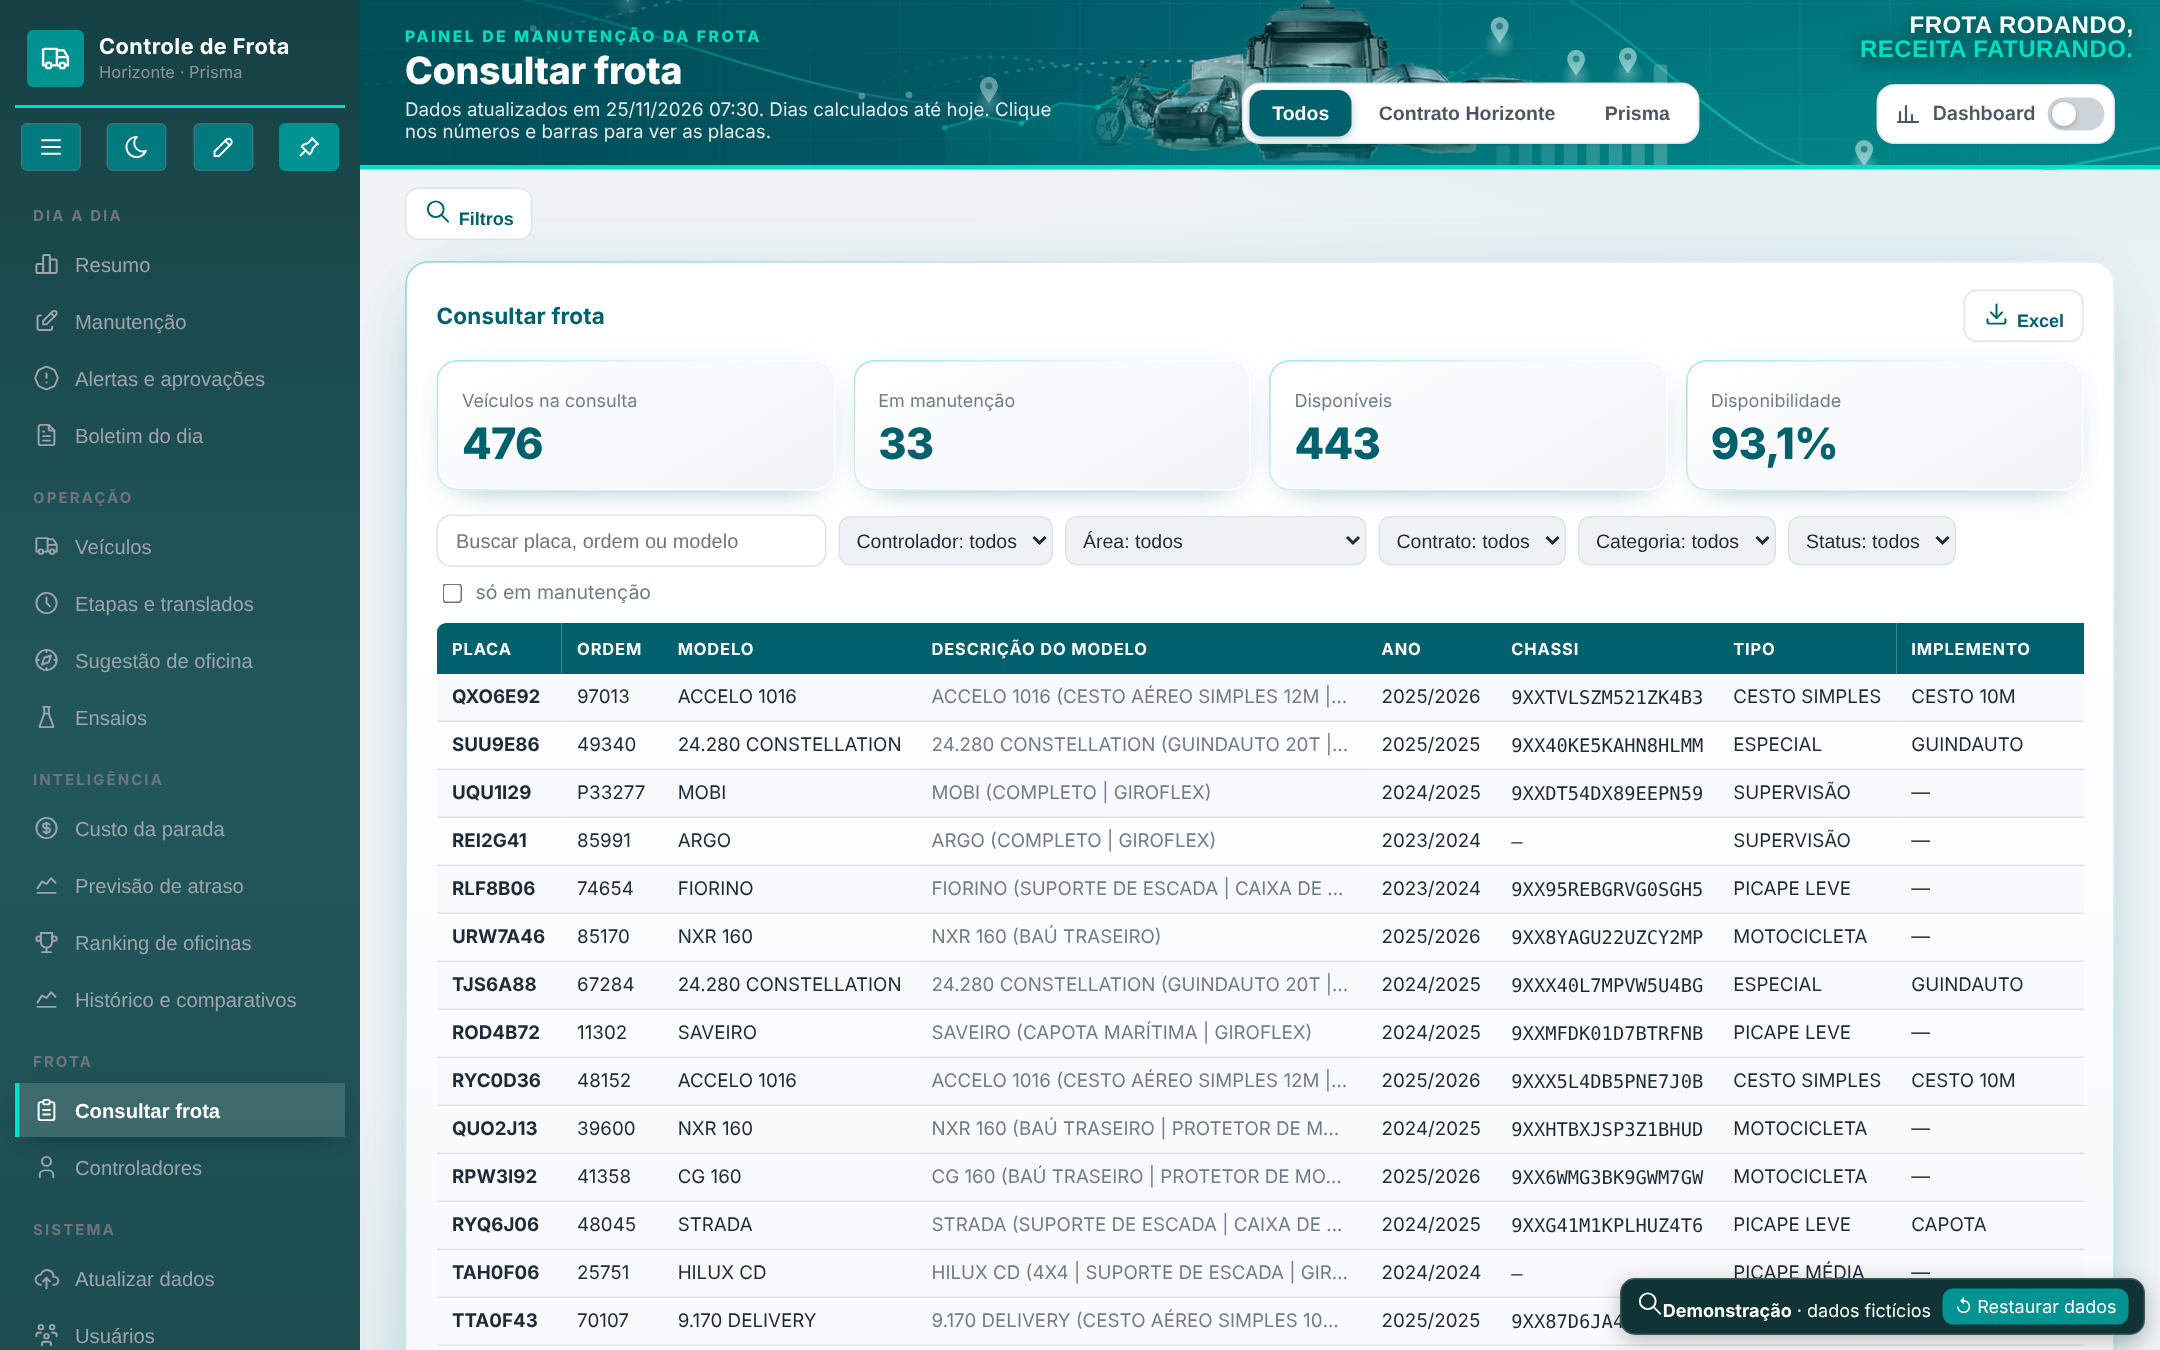 Controle de Frota
Horizonte · Prisma
DIA A DIA
Resumo
Manutenção
Alertas e aprovações
Boletim do dia
OPERAÇÃO
Veículos
Etapas e translados
Sugestão de oficina
Ensaios
INTELIGÊNCIA
Custo da parada
Previsão de atraso
Ranking de oficinas
Histórico e comparativos
FROTA
Consultar frota
Controladores
SISTEMA
Atualizar dados
Usuários
PAINEL DE MANUTENÇÃO DA FROTA
Consultar frota
Dados atualizados em 25/11/2026 07:30. Dias calculados até hoje. Clique
nos números e barras para ver as placas.
Todos Contrato Horizonte Prisma
FROTA RODANDO,
RECEITA FATURANDO.
Dashboard
Filtros
Consultar frota
Excel
Veículos na consulta
476
Em manutenção
33
Disponíveis
443
Disponibilidade
93,1%
Buscar placa, ordem ou modelo Controlador: todos Área: todos Contrato: todos Categoria: todos Status: todos
só em manutenção
PLACA ORDEM MODELO DESCRIÇÃO DO MODELO ANO CHASSI TIPO IMPLEMENTO
QXO6E92 97013 ACCELO 1016 ACCELO 1016 (CESTO AÉREO SIMPLES 12M |... 2025/2026 9XXTVLSZM521ZK4B3 CESTO SIMPLES CESTO 10M
SUU9E86 49340 24.280 CONSTELLATION 24.280 CONSTELLATION (GUINDAUTO 20T |... 2025/2025 9XX40KE5KAHN8HLMM ESPECIAL GUINDAUTO
UQU1I29 P33277 MOBI MOBI (COMPLETO | GIROFLEX) 2024/2025 9XXDT54DX89EEPN59 SUPERVISÃO —
REI2G41 85991 ARGO ARGO (COMPLETO | GIROFLEX) 2023/2024 — SUPERVISÃO —
RLF8B06 74654 FIORINO FIORINO (SUPORTE DE ESCADA | CAIXA DE ... 2023/2024 9XX95REBGRVG0SGH5 PICAPE LEVE —
URW7A46 85170 NXR 160 NXR 160 (BAÚ TRASEIRO) 2025/2026 9XX8YAGU22UZCY2MP MOTOCICLETA —
TJS6A88 67284 24.280 CONSTELLATION 24.280 CONSTELLATION (GUINDAUTO 20T |... 2024/2025 9XXX40L7MPVW5U4BG ESPECIAL GUINDAUTO
ROD4B72 11302 SAVEIRO SAVEIRO (CAPOTA MARÍTIMA | GIROFLEX) 2024/2025 9XXMFDK01D7BTRFNB PICAPE LEVE —
RYC0D36 48152 ACCELO 1016 ACCELO 1016 (CESTO AÉREO SIMPLES 12M |... 2025/2026 9XXX5L4DB5PNE7J0B CESTO SIMPLES CESTO 10M
QUO2J13 39600 NXR 160 NXR 160 (BAÚ TRASEIRO | PROTETOR DE M... 2024/2025 9XXHTBXJSP3Z1BHUD MOTOCICLETA —
RPW3I92 41358 CG 160 CG 160 (BAÚ TRASEIRO | PROTETOR DE MO... 2025/2026 9XX6WMG3BK9GWM7GW MOTOCICLETA —
RYQ6J06 48045 STRADA STRADA (SUPORTE DE ESCADA | CAIXA DE ... 2024/2025 9XXG41M1KPLHUZ4T6 PICAPE LEVE CAPOTA
TAH0F06 25751 HILUX CD HILUX CD (4X4 | SUPORTE DE ESCADA | GIR... 2024/2024 — PICAPE MÉDIA —
TTA0F43 70107 9.170 DELIVERY 9.170 DELIVERY (CESTO AÉREO SIMPLES 10... 2025/2025 9XX87D6JA4
Demonstração · dados fictícios Restaurar dados